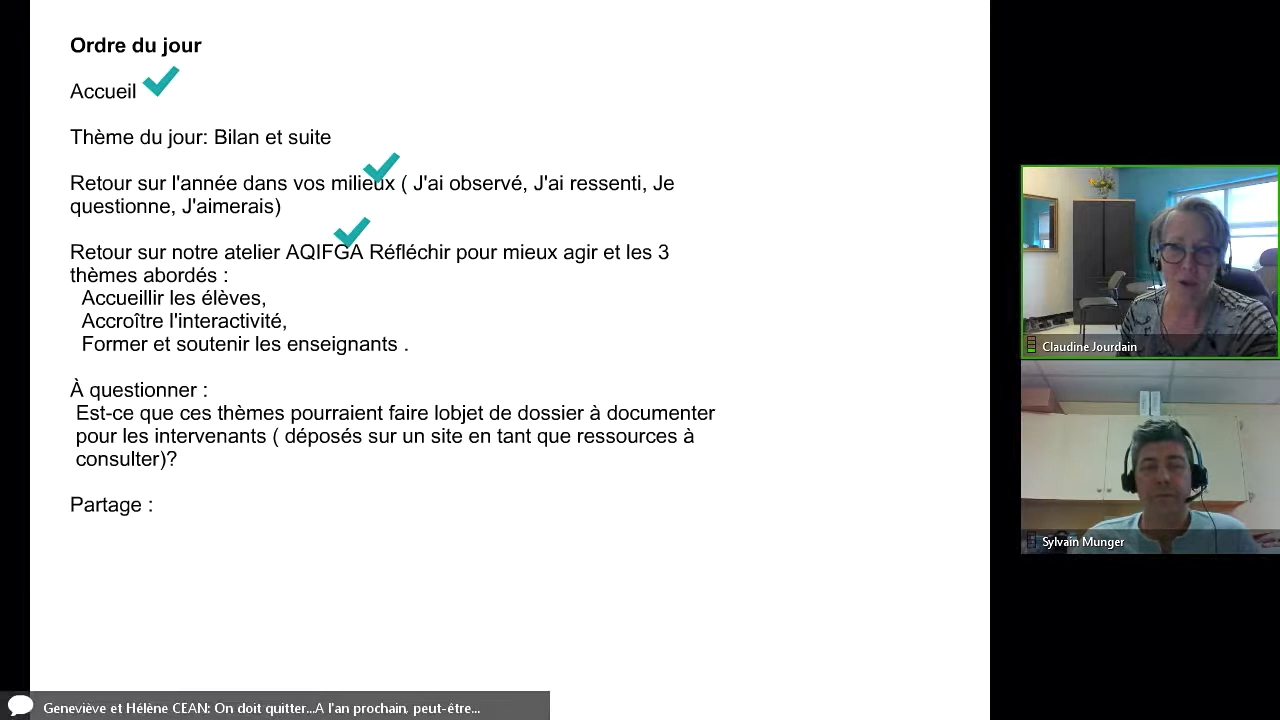 Ordre du jour
Accueil
Thème du jour: Bilan et suite
Retour sur l'année dans vos milieux ( J'ai observé, J'ai ressenti, Je
questionne, J'aimerais)
Retour sur notre atelier AQIFGA Réfléchir pour mieux agir et les 3
thèmes abordés :
Accueillir les élèves,
Accroître l'interactivité,
Former et soutenir les enseignants .
À questionner :
Est-ce que ces thèmes pourraient faire lobjet de dossier à documenter
pour les intervenants ( déposés sur un site en tant que ressources à
consulter)?
Partage :
Claudine Jourdain
Sylvain Munger
Geneviève et Hélène CEAN: On doit quitter...A l'an prochain, peut-être...